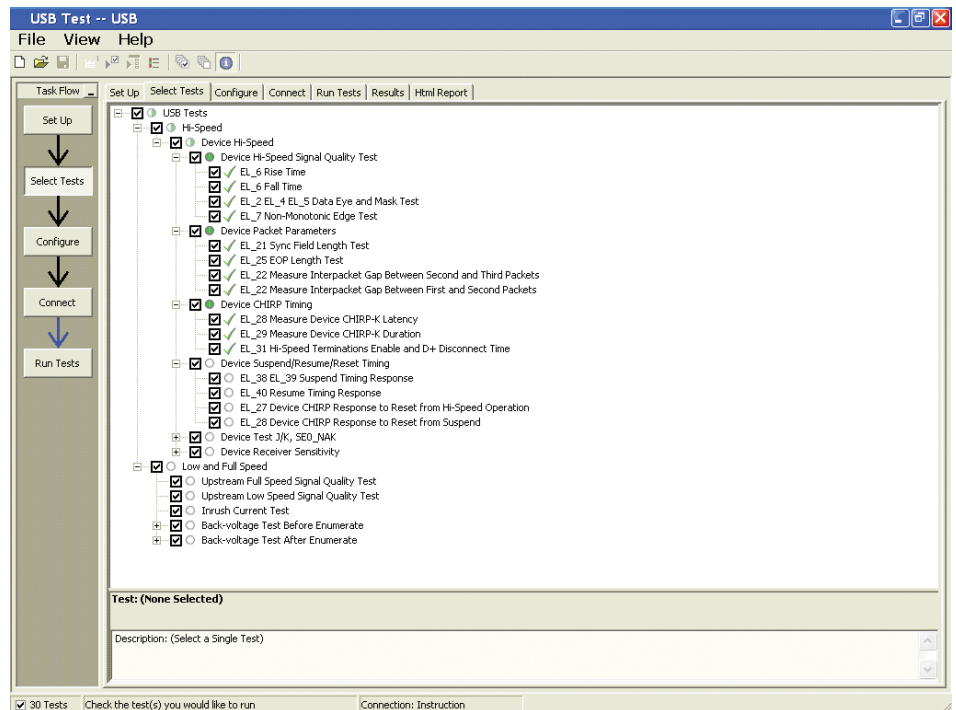 USB Test -- USB
File View Help
Task Flow
Set Up
Select Tests
Configure
Connect
Run Tests
Set Up Select Tests Configure Connect Run Tests Results Html Report
USB Tests
Hi-Speed
Device Hi-Speed
Device Hi-Speed Signal Quality Test
EL_6 Rise Time
EL_6 Fall Time
EL_2 EL_4 EL_5 Data Eye and Mask Test
EL_7 Non-Monotonic Edge Test
Device Packet Parameters
EL_21 Sync Field Length Test
EL_25 EOP Length Test
EL_22 Measure Interpacket Gap Between Second and Third Packets
EL_22 Measure Interpacket Gap Between First and Second Packets
Device CHIRP Timing
EL_28 Measure Device CHIRP-K Latency
EL_29 Measure Device CHIRP-K Duration
EL_31 Hi-Speed Terminations Enable and D+ Disconnect Time
Device Suspend/Resume/Reset Timing
EL_38 EL_39 Suspend Timing Response
EL_40 Resume Timing Response
EL_27 Device CHIRP Response to Reset from Hi-Speed Operation
EL_28 Device CHIRP Response to Reset from Suspend
Device Test J/K, SE0_NAK
Device Receiver Sensitivity
Low and Full Speed
Upstream Full Speed Signal Quality Test
Upstream Low Speed Signal Quality Test
Inrush Current Test
Back-voltage Test Before Enumerate
Back-voltage Test After Enumerate
Test: (None Selected)
Description: (Select a Single Test)
30 Tests Check the test(s) you would like to run Connection: Instruction